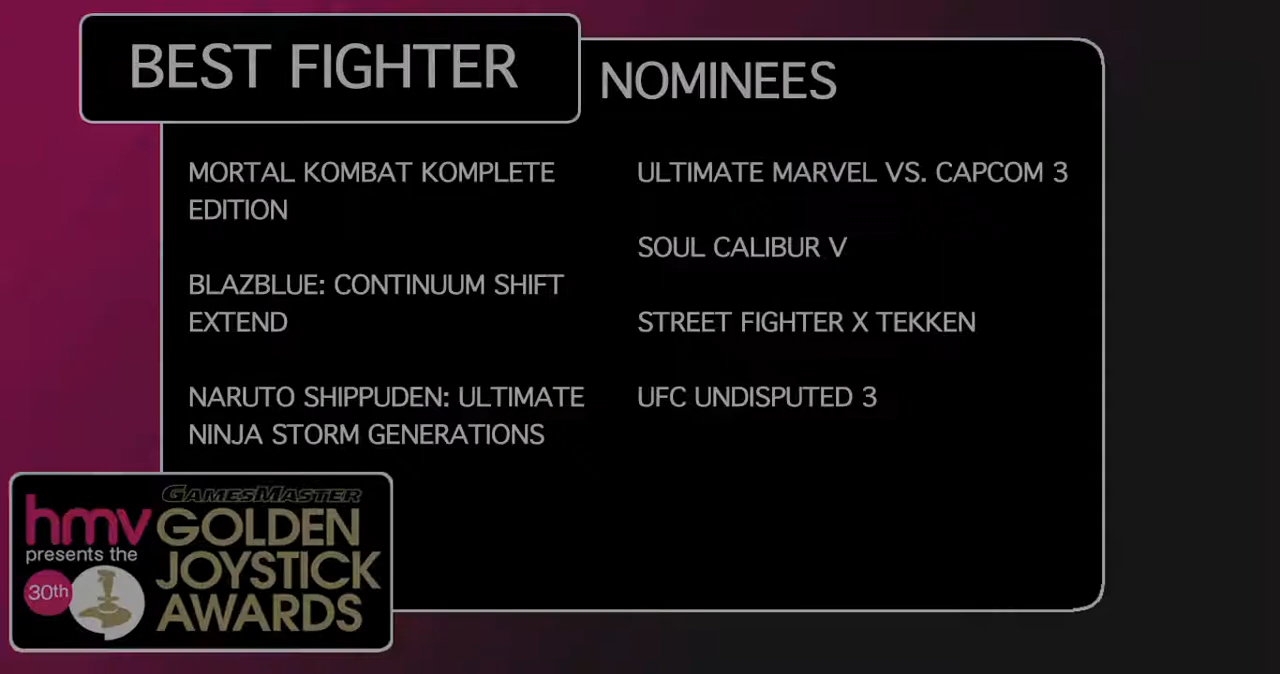 BEST FIGHTER
NOMINEES
MORTAL KOMBAT KOMPLETE
EDITION
BLAZBLUE: CONTINUUM SHIFT
EXTEND
NARUTO SHIPPUDEN: ULTIMATE
NINJA STORM GENERATIONS
ULTIMATE MARVEL VS. CAPCOM 3
SOUL CALIBUR V
STREET FIGHTER X TEKKEN
UFC UNDISPUTED 3
GAMESMASTER
hmv GOLDEN
presents the
JOYSTICK
30th
AWARDS